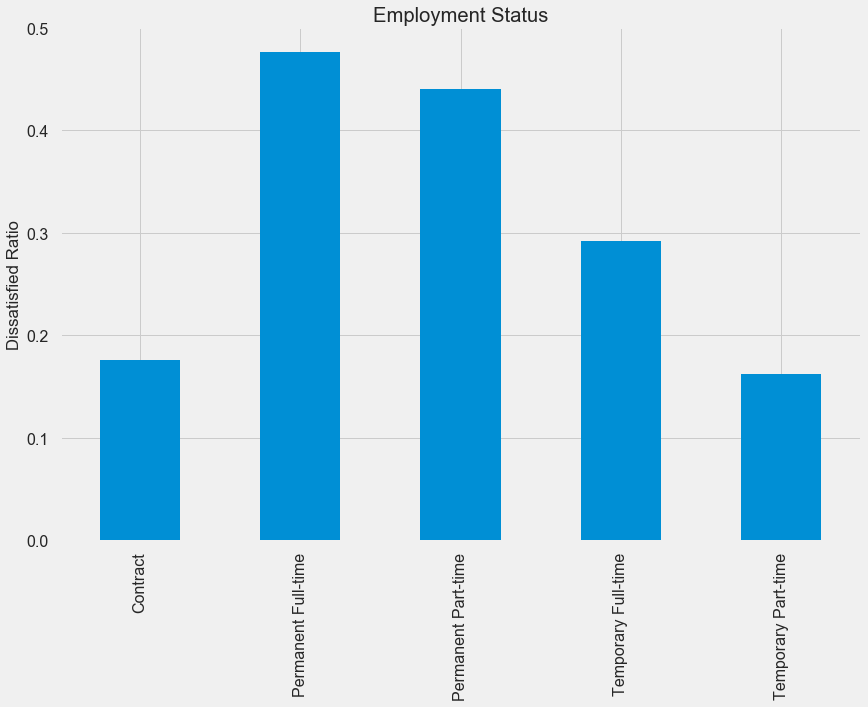 Employment Status
Dissatisfied Ratio
0.5
0.4
0.3
0.2
0.1
0.0
Contract
Permanent Full-time
Permanent Part-time
Temporary Full-time
Temporary Part-time